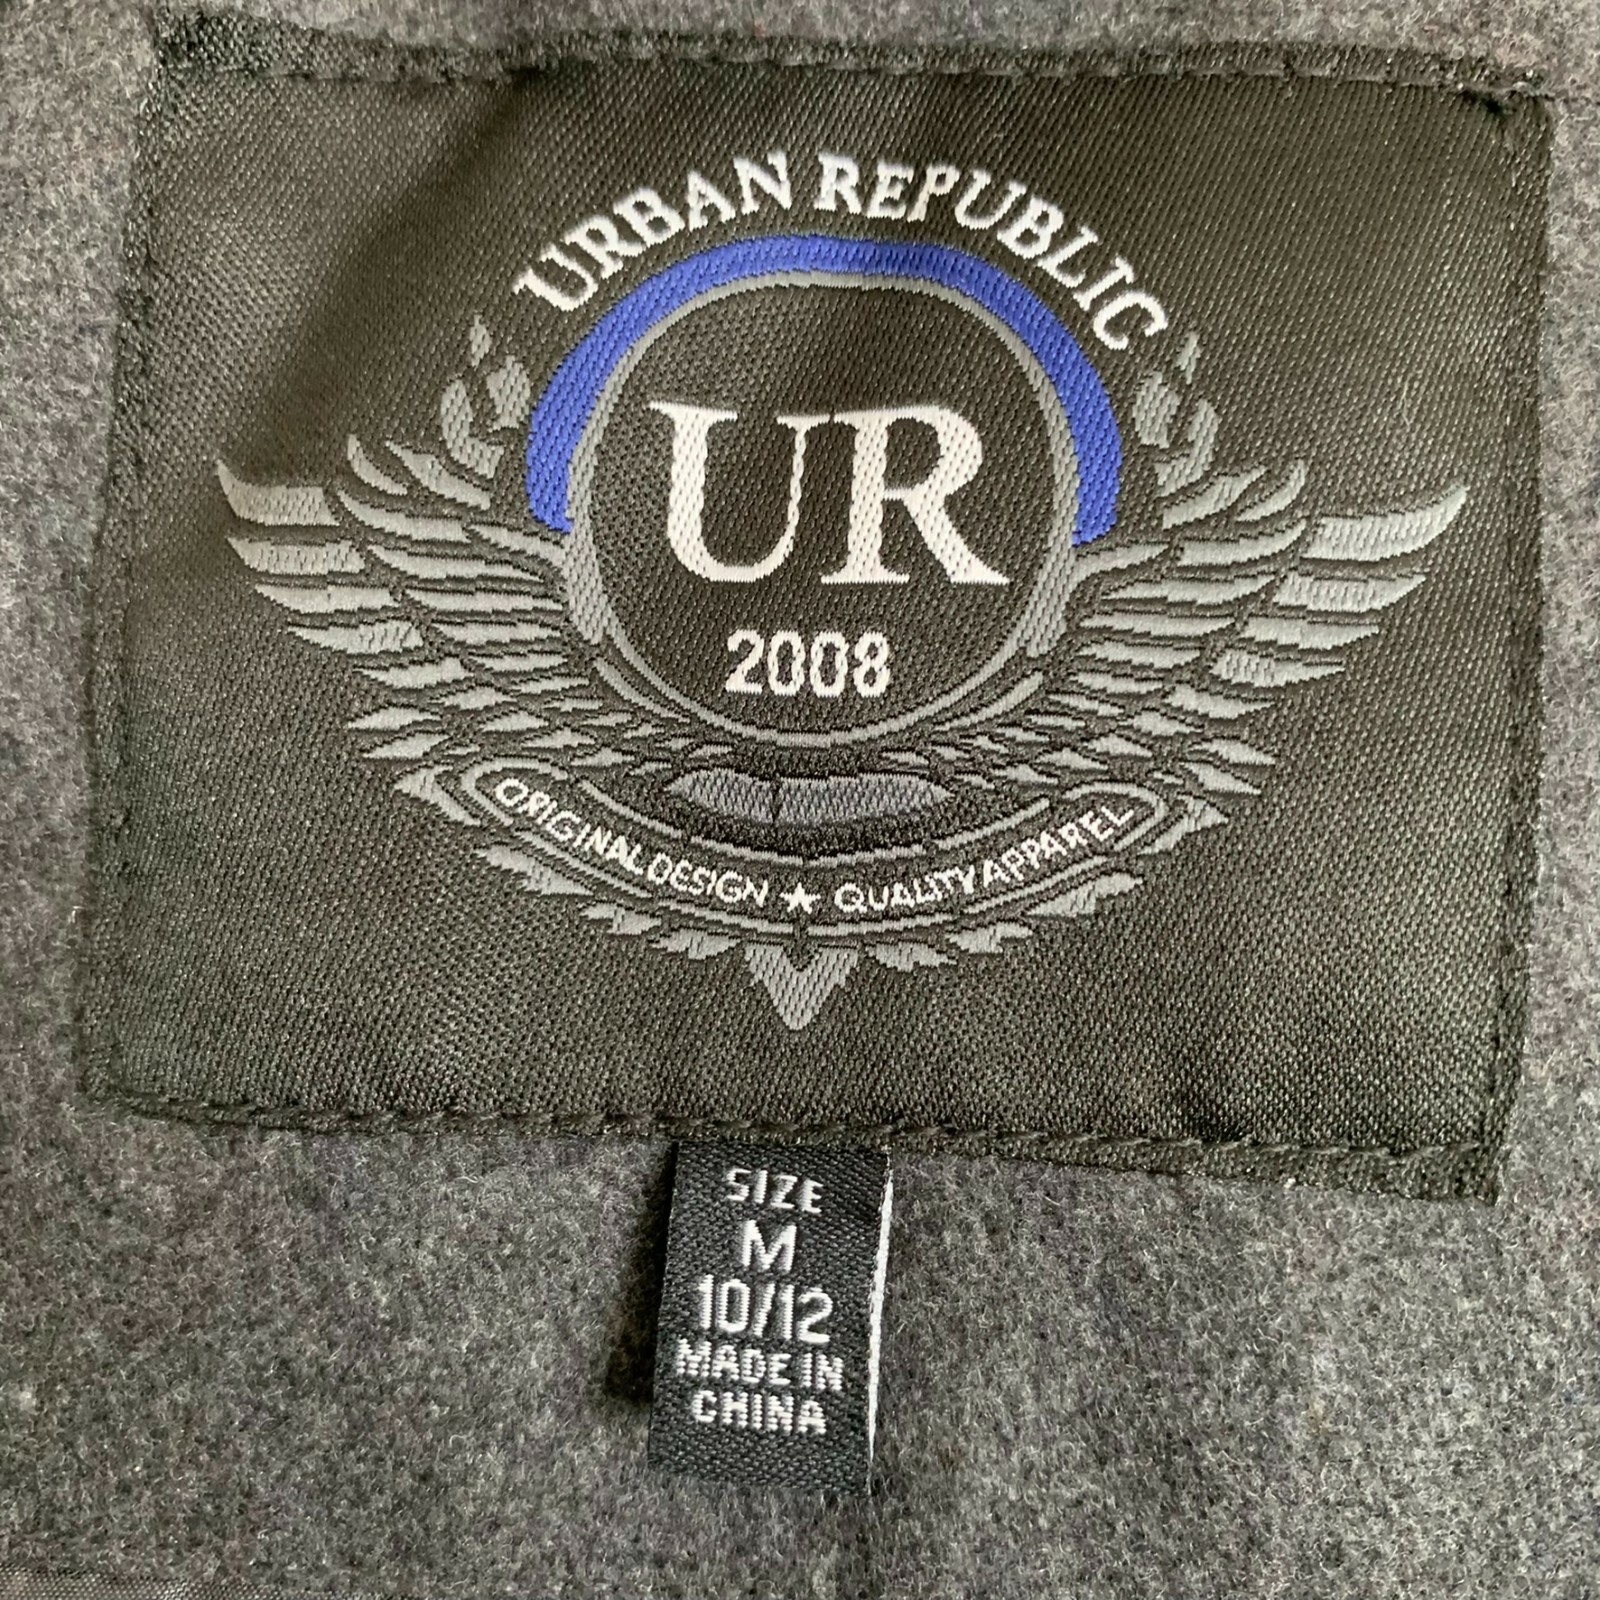 URBAN REPUBLIC
UR
2008
ORIGINAL DESIGN ★ QUALITY APPAREL
SIZE
M
10/12
MADE IN
CHINA